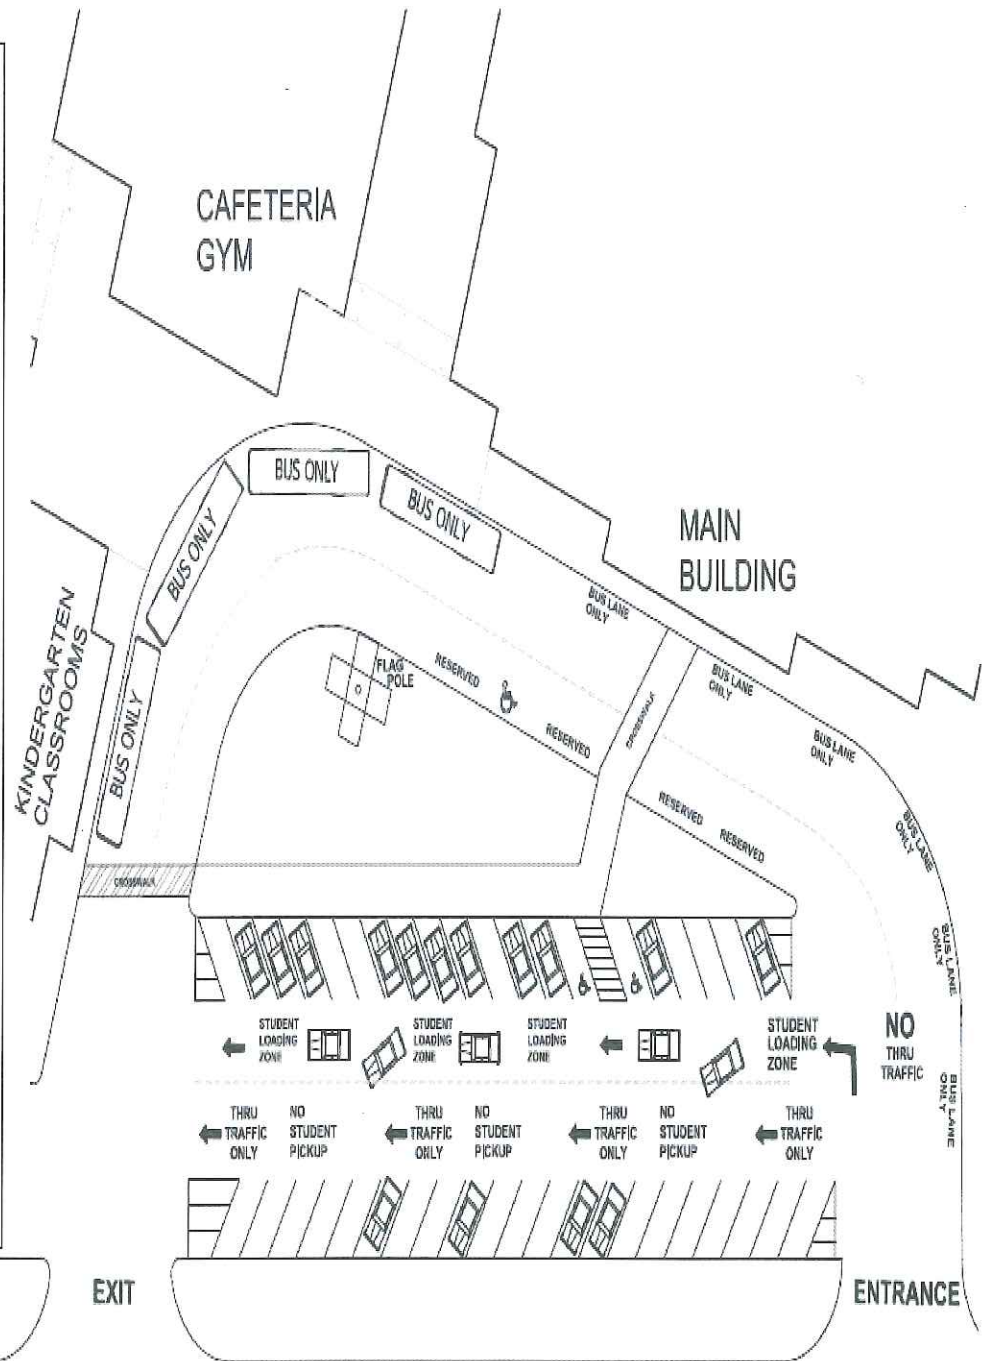 CAFETERIA
GYM
MAIN
BUILDING
BUS ONLY
BUS ONLY
BUS ONLY
BUS ONLY
KINDERGARTEN
CLASSROOMS
BUS LANE
ONLY
BUS LANE
ONLY
BUS LANE
ONLY
BUS LANE
ONLY
BUS LANE
ONLY
BUS LANE
ONLY
FLAG
POLE
RESERVED
RESERVED
CROSSWALK
RESERVED
RESERVED
CROSSWALK
STUDENT
LOADING
ZONE
STUDENT
LOADING
ZONE
STUDENT
LOADING
ZONE
STUDENT
LOADING
ZONE
NO
THRU
TRAFFIC
THRU
TRAFFIC
ONLY
NO
STUDENT
PICKUP
THRU
TRAFFIC
ONLY
NO
STUDENT
PICKUP
THRU
TRAFFIC
ONLY
NO
STUDENT
PICKUP
THRU
TRAFFIC
ONLY
EXIT
ENTRANCE